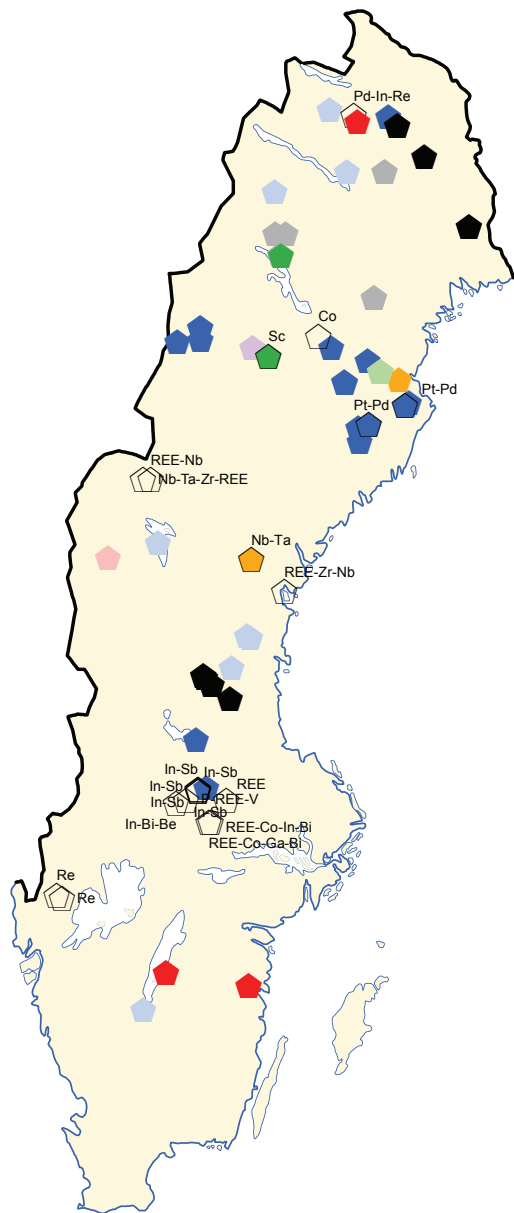 Pd-In-Re
Co
Sc
Pt-Pd
Pt-Pd
REE-Nb
Nb-Ta-Zr-REE
Nb-Ta
REE-Zr-Nb
In-Sb
In-Sb
In-Sb
REE
In-Sb
P-REE-V
In-Sb
In-Bi-Be
REE-Co-In-Bi
REE-Co-Ga-Bi
Re
Re